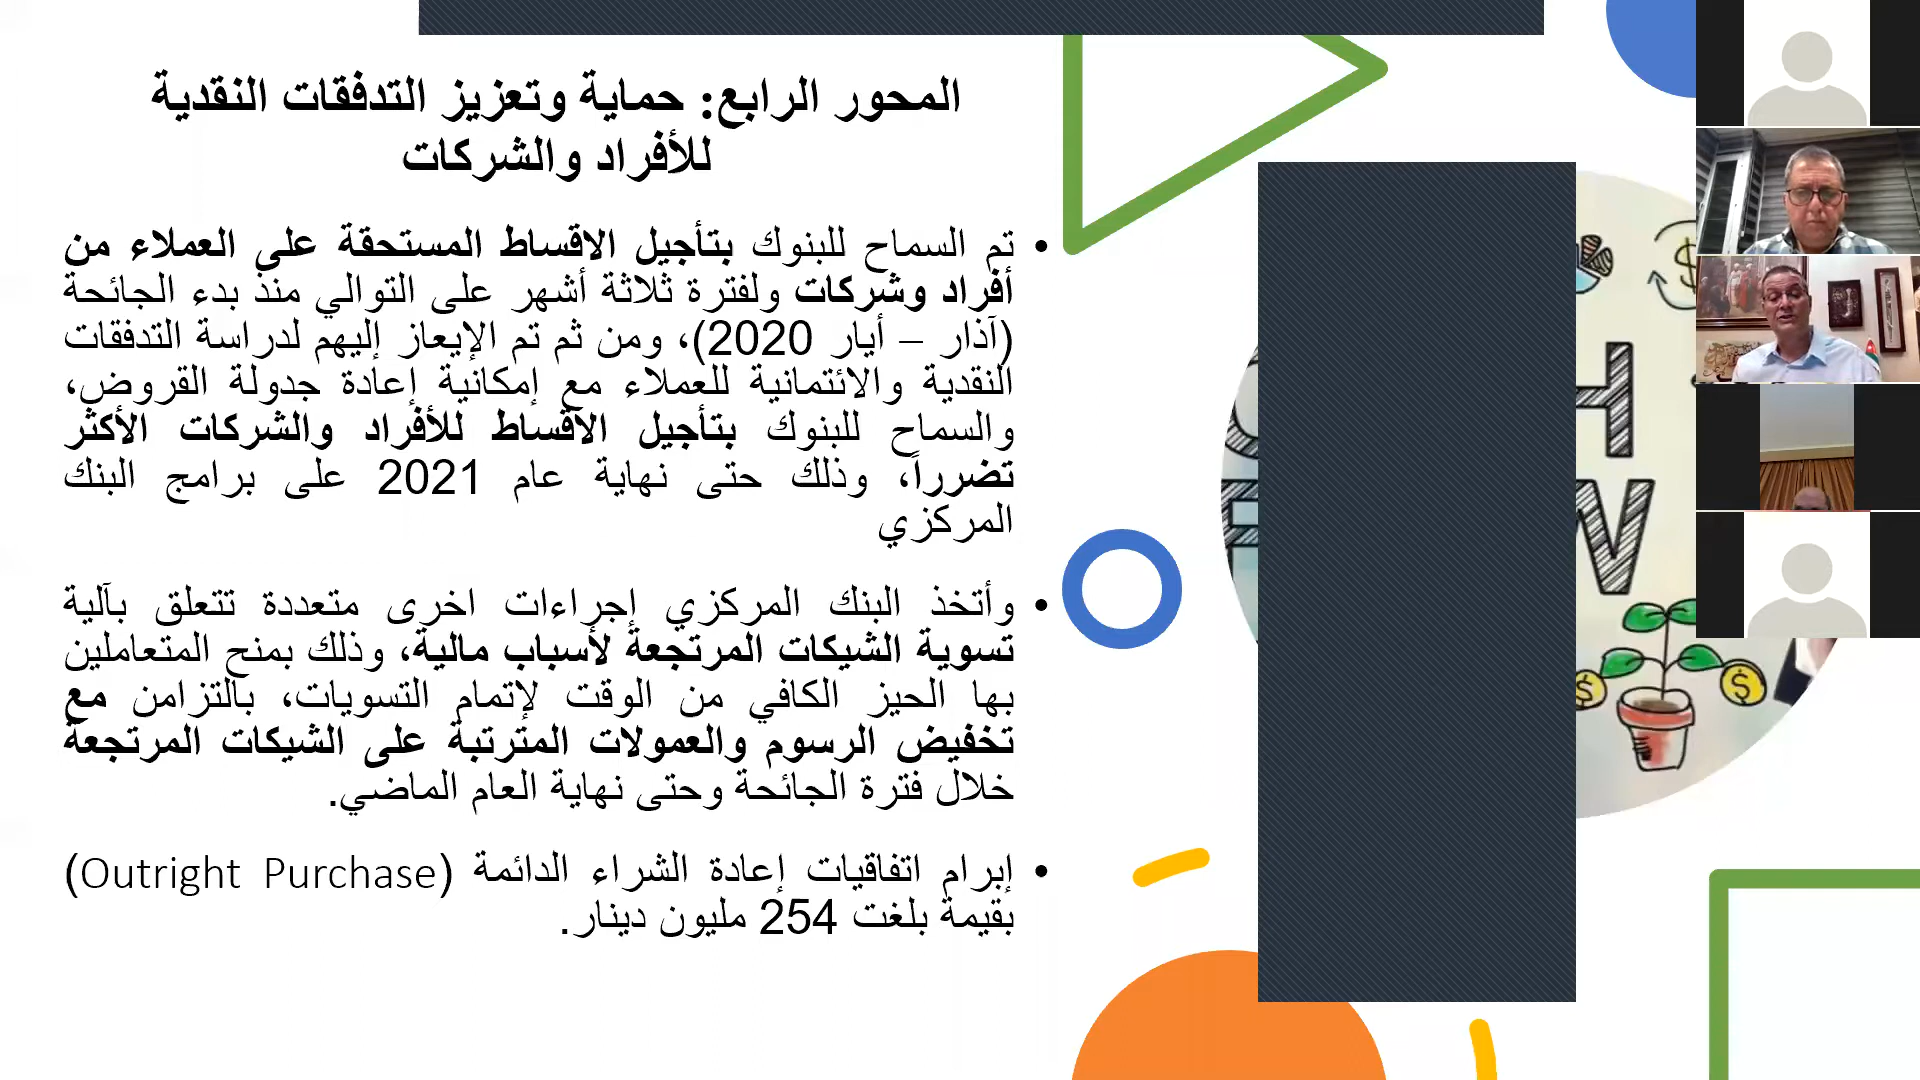 المحور الرابع: حماية وتعزيز التدفقات النقدية
للأفراد والشركات
• تم السماح للبنوك بتأجيل الاقساط المستحقة على العملاء من
أفراد وشركات ولفترة ثلاثة أشهر على التوالي منذ بدء الجائحة
(آذار – أيار 2020)، ومن ثم تم الإيعاز إليهم لدراسة التدفقات
النقدية والائتمانية للعملاء مع إمكانية إعادة جدولة القروض،
والسماح للبنوك بتأجيل الأقساط للأفراد والشركات الأكثر
تضرراً، وذلك حتى نهاية عام 2021 على برامج البنك
المركزي
• وأتخذ البنك المركزي إجراءات اخرى متعددة تتعلق بآلية
تسوية الشيكات المرتجعة لأسباب مالية، وذلك بمنح المتعاملين
بها الحيز الكافي من الوقت لإتمام التسويات، بالتزامن مع
تخفيض الرسوم والعمولات المترتبة على الشيكات المرتجعة
خلال فترة الجائحة وحتى نهاية العام الماضي.
• إبرام اتفاقيات إعادة الشراء الدائمة (Outright Purchase)
بقيمة بلغت 254 مليون دينار.
H
W